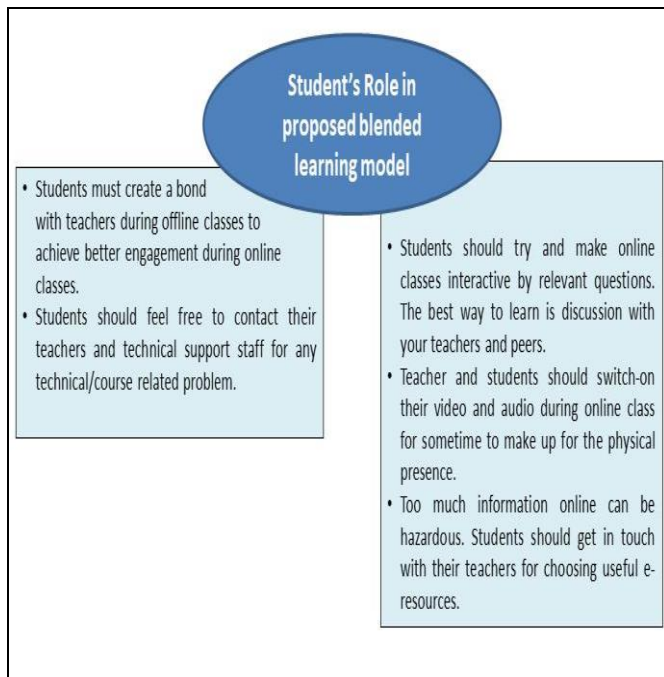 Student's Role in
proposed blended
learning model
• Students must create a bond
with teachers during offline classes to
achieve better engagement during online
classes.
• Students should feel free to contact their
teachers and technical support staff for any
technical/course related problem.
• Students should try and make online
classes interactive by relevant questions.
The best way to learn is discussion with
your teachers and peers.
• Teacher and students should switch-on
their video and audio during online class
for sometime to make up for the physical
presence.
• Too much information online can be
hazardous. Students should get in touch
with their teachers for choosing useful e-
resources.